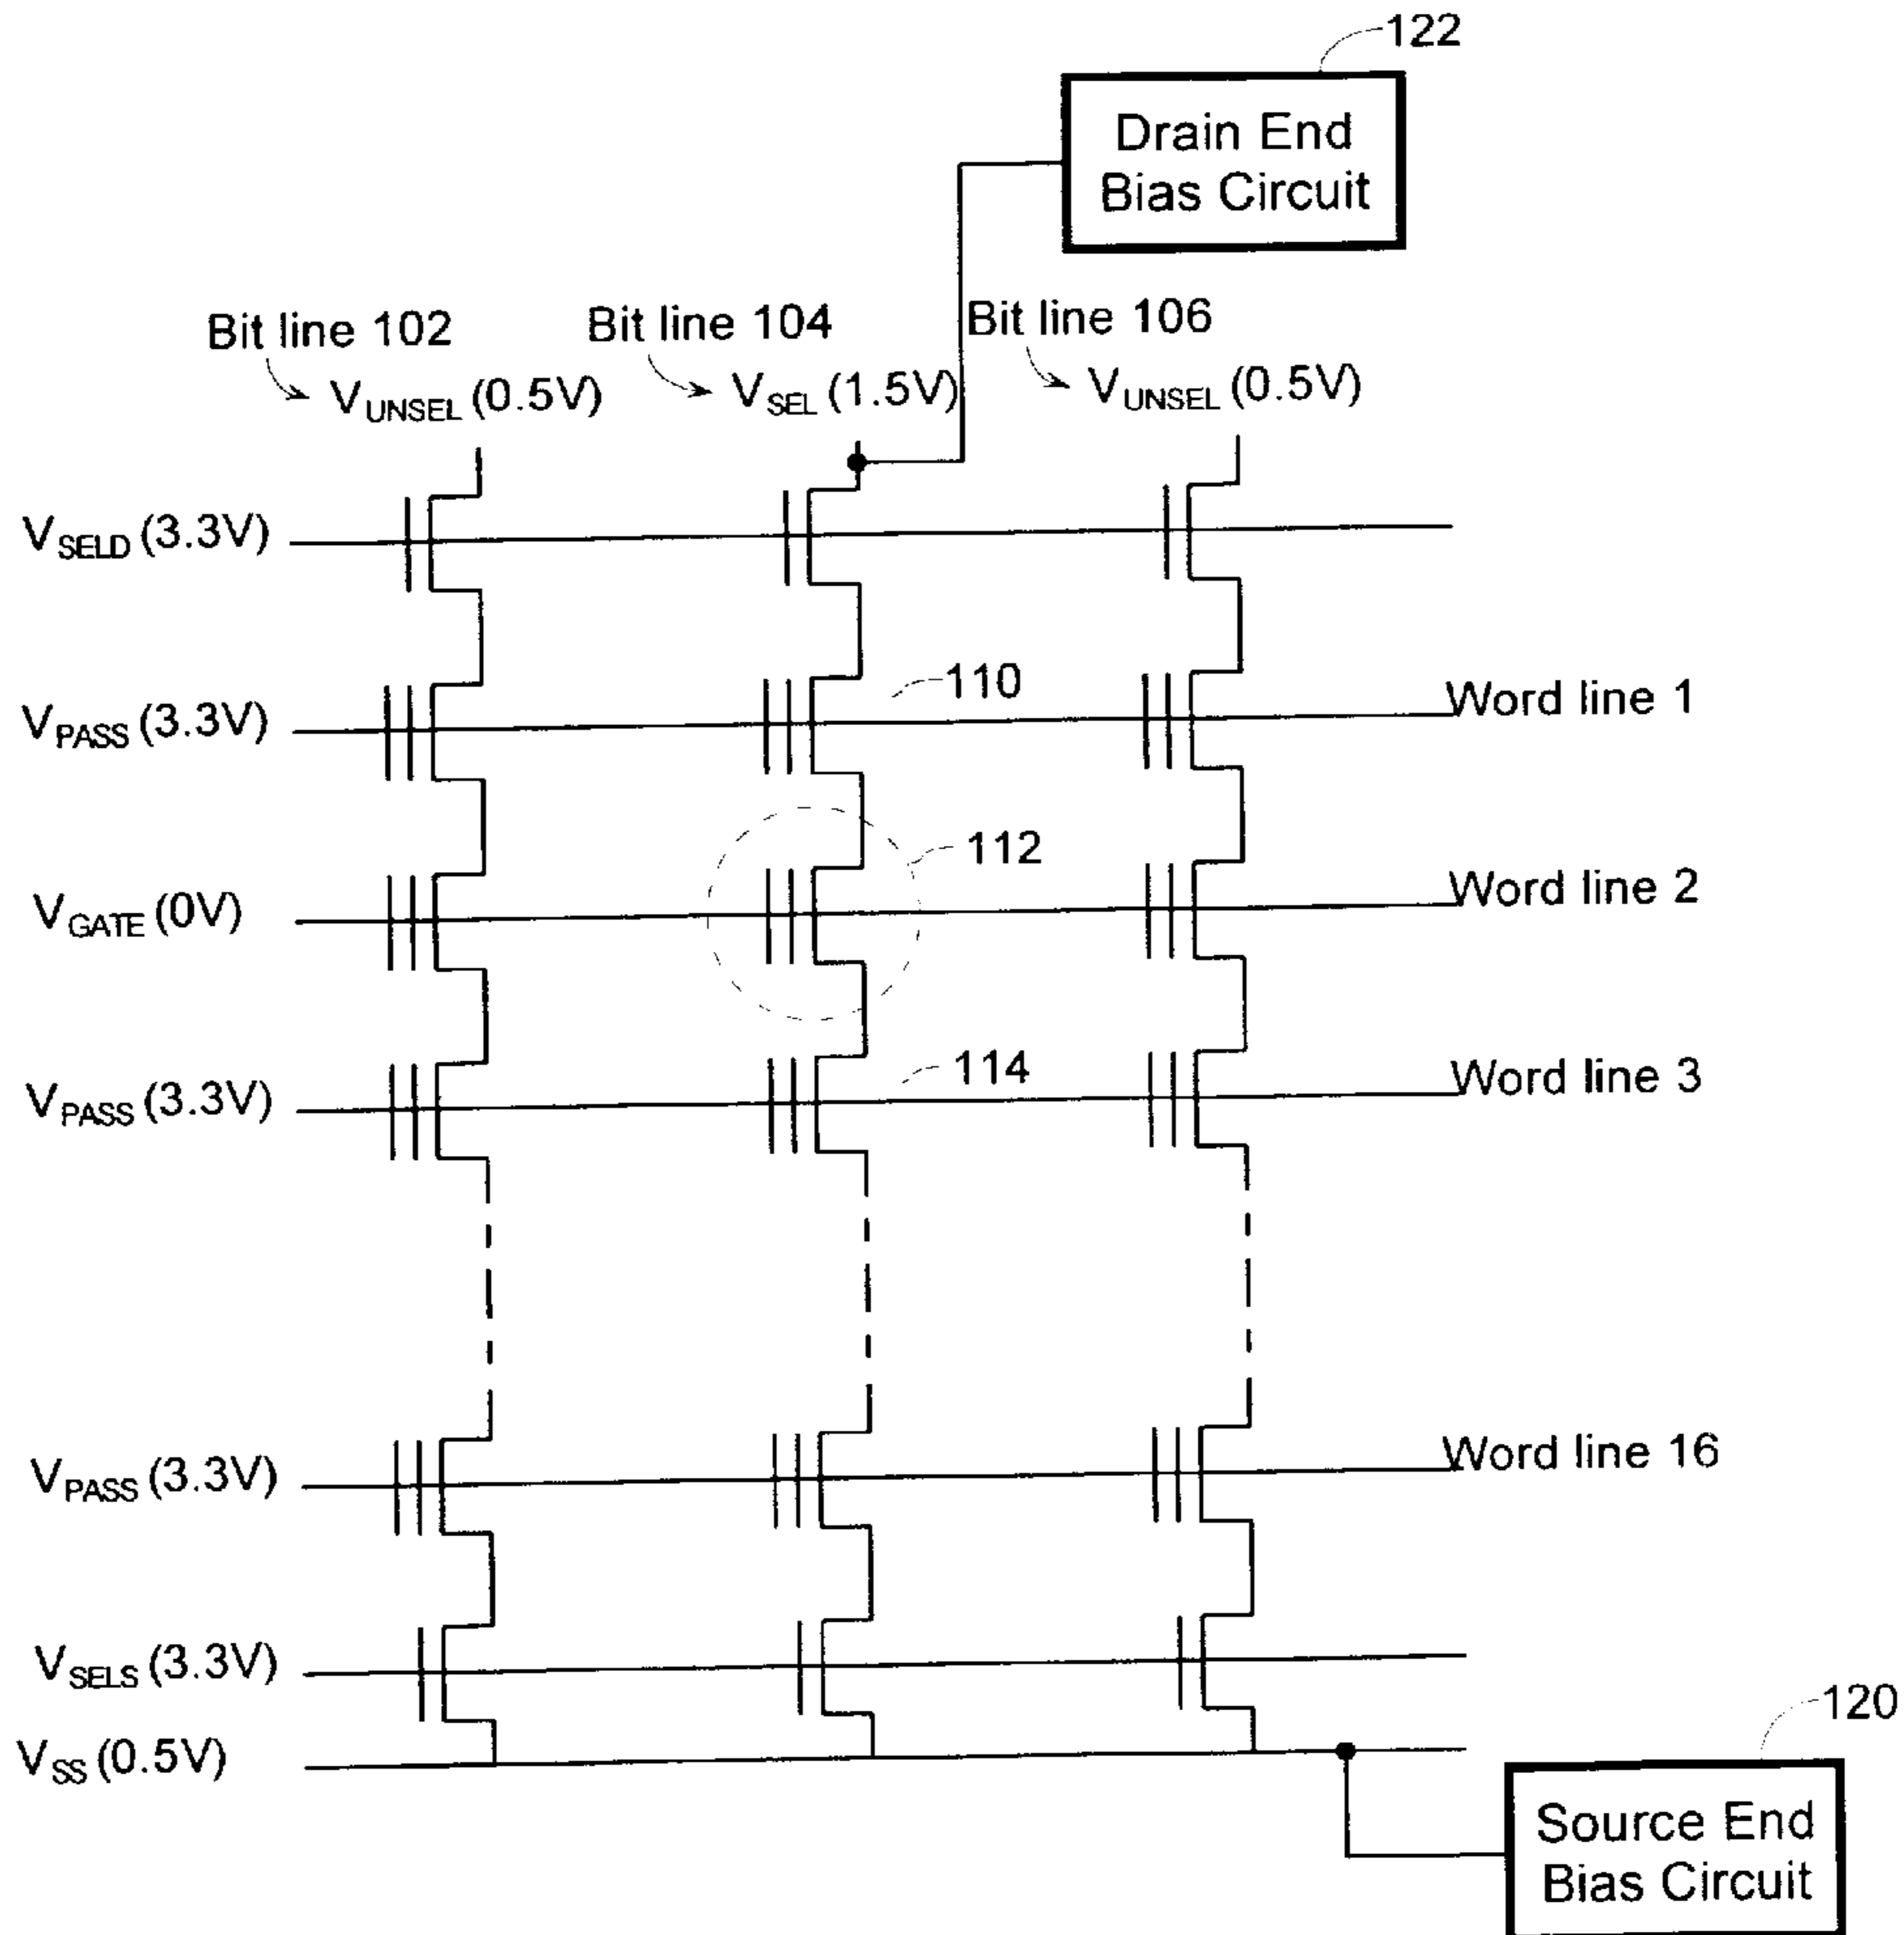 122
Drain End
Bias Circuit
Bit line 102
Bit line 104
Bit line 106
VUNSEL (0.5V)
VSEL (1.5V)
VUNSEL (0.5V)
VSELD (3.3V)
110
VPASS (3.3V)
Word line 1
112
VGATE (0V)
Word line 2
114
VPASS (3.3V)
Word line 3
VPASS (3.3V)
Word line 16
VSELS (3.3V)
120
VSS (0.5V)
Source End
Bias Circuit